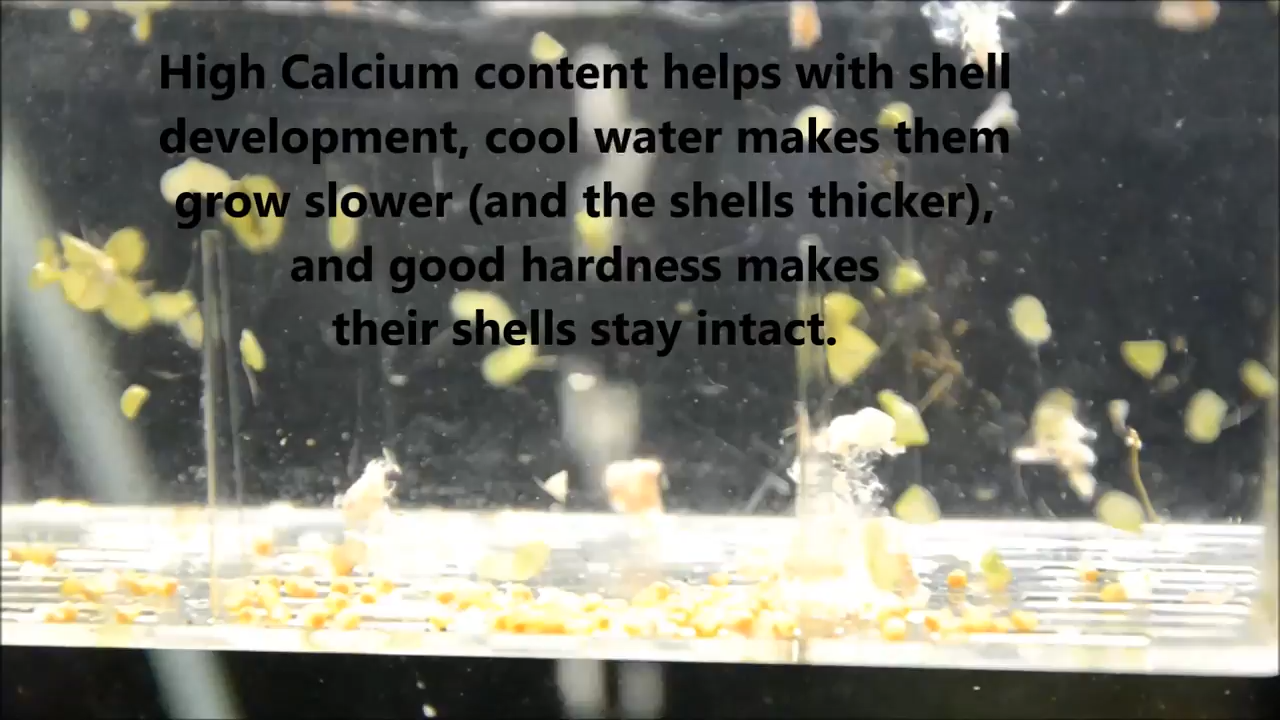 High Calcium content helps with shell
development, cool water makes them
grow slower (and the shells thicker),
and good hardness makes
their shells stay intact.